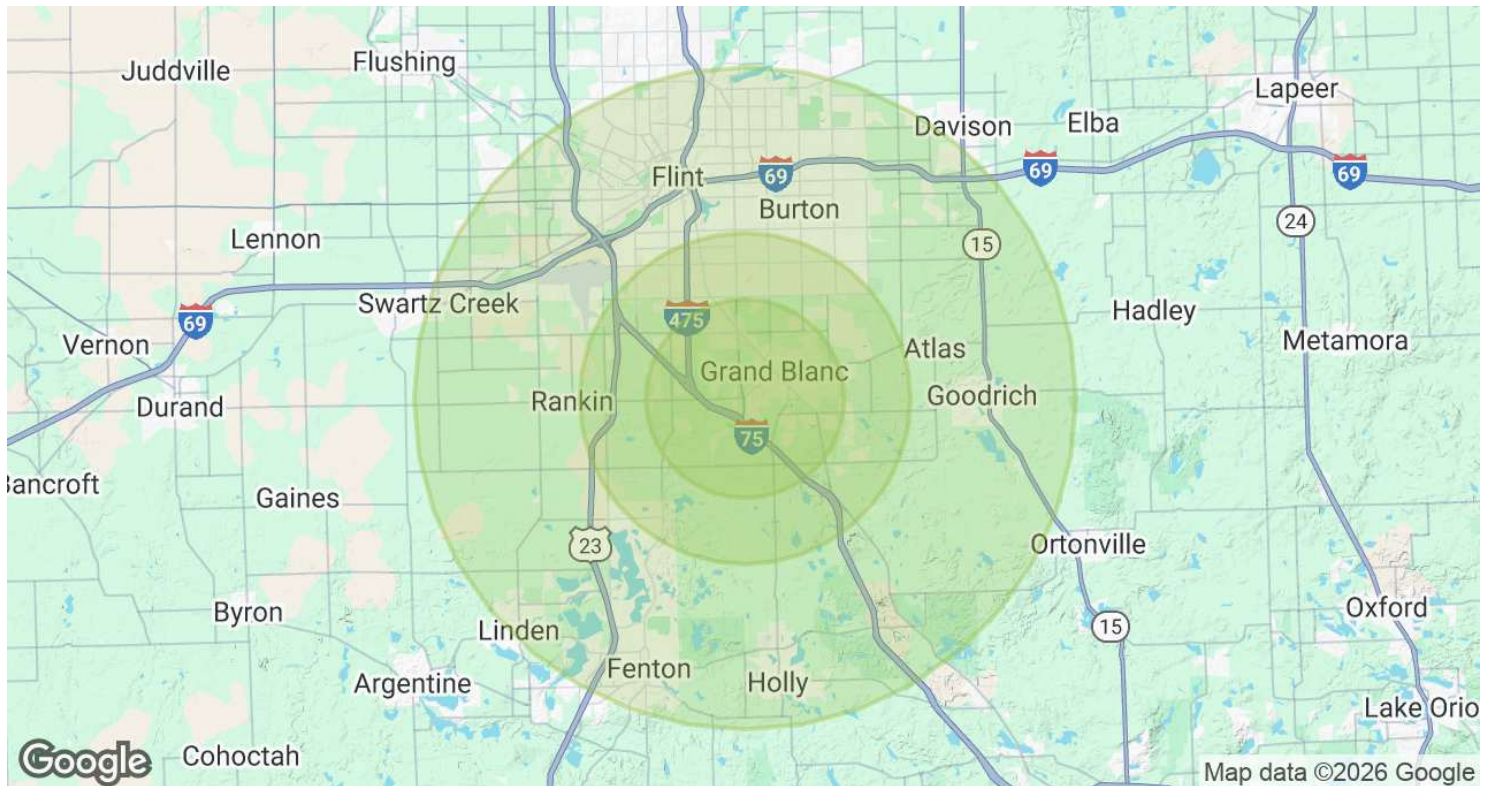 Juddville
Flushing
Lapeer
Davison
Elba
Flint
69
69
69
Burton
24
Lennon
15
Swartz Creek
Hadley
69
475
Vernon
Atlas
Metamora
Grand Blanc
Durand
Rankin
Goodrich
75
Bancroft
Gaines
23
Ortonville
Byron
Linden
15
Oxford
Fenton
Argentine
Holly
Lake Orio
Cohoctah
Google
Map data ©2026 Google